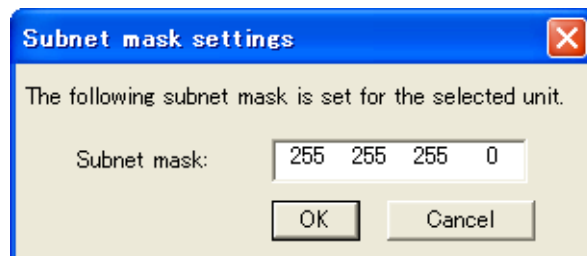 Subnet mask settings
The following subnet mask is set for the selected unit.
Subnet mask: 255 255 255 0
OK Cancel